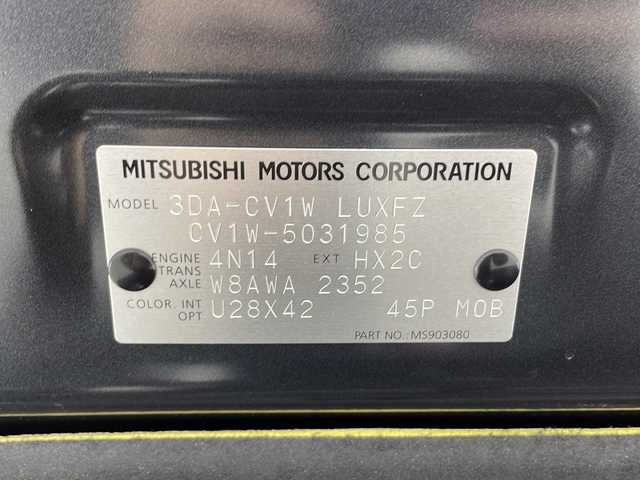 MITSUBISHI MOTORS CORPORATION
MODEL 3DA-CV1W LUXFZ
CV1W-5031985
ENGINE 4N14 EXT HX2C
TRANS
AXLE W8AWA 2352
COLOR. INT U28X42 45P MOB
OPT
PART NO.: MS903080